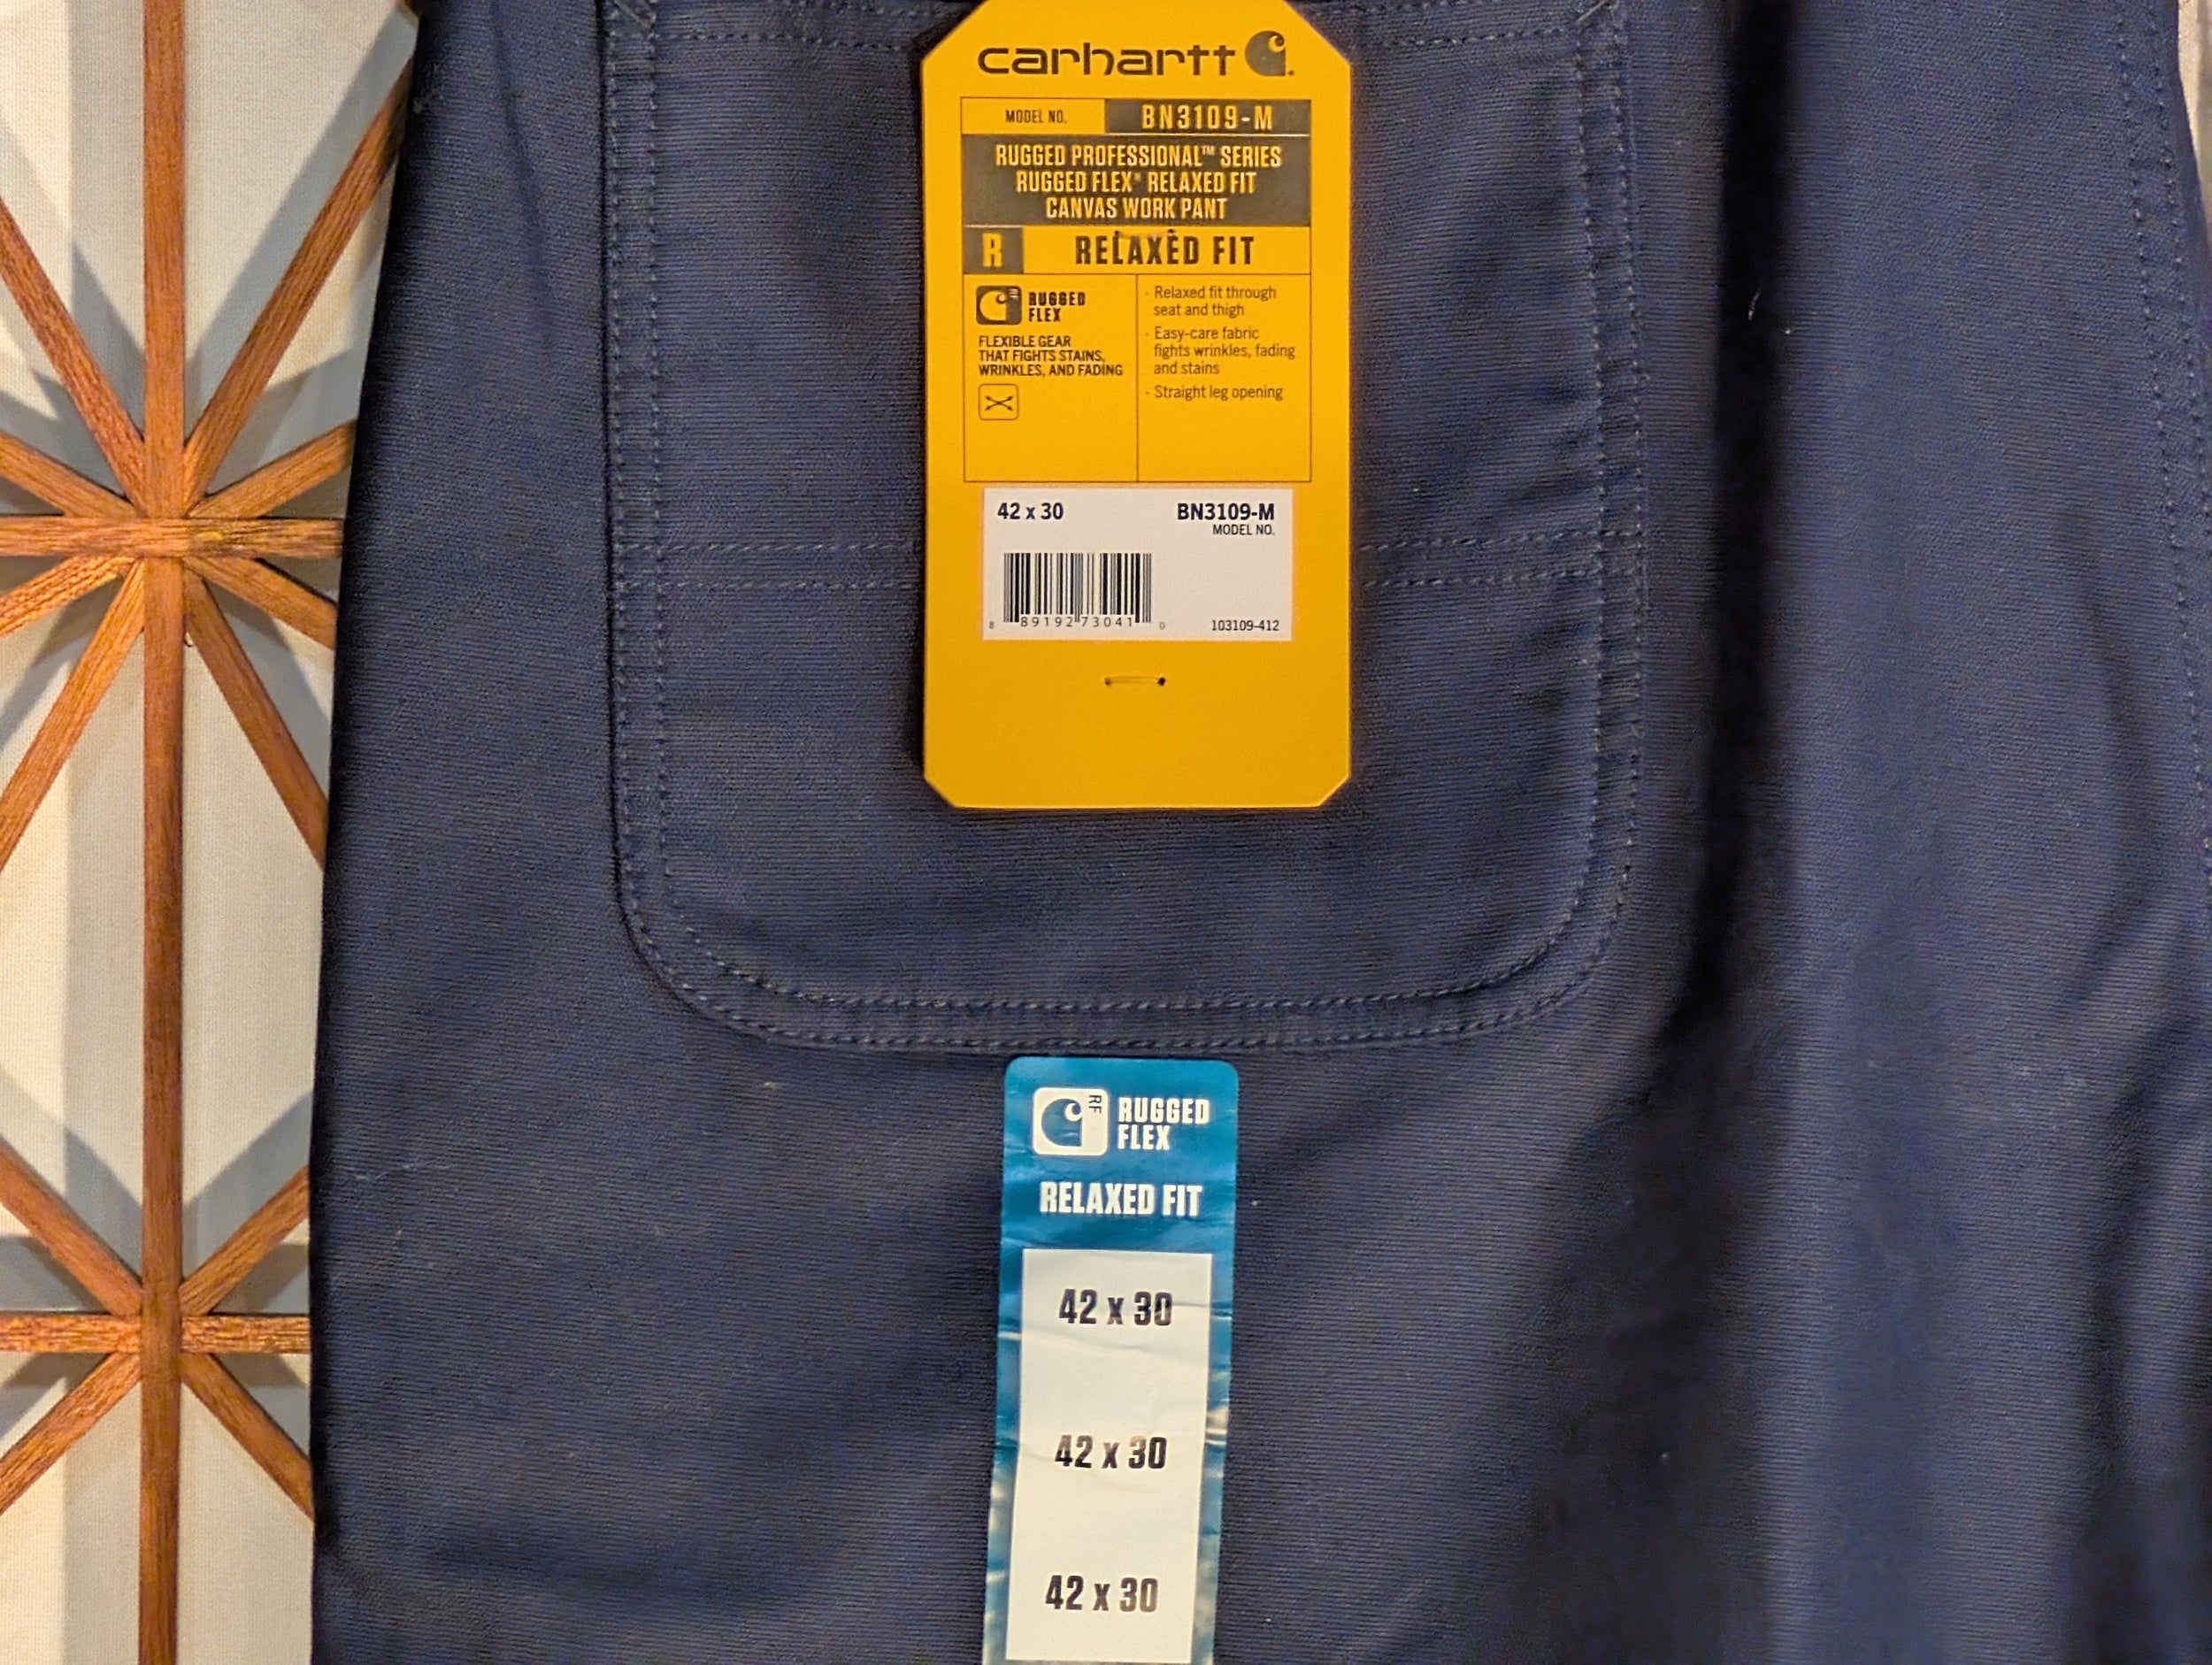 carhartt
MODEL NO. BN3109-M
RUGGED PROFESSIONAL™ SERIES
RUGGED FLEX® RELAXED FIT
CANVAS WORK PANT
R RELAXED FIT
RUGGED
FLEX
FLEXIBLE GEAR
THAT FIGHTS STAINS,
WRINKLES, AND FADING
· Relaxed fit through
seat and thigh
· Easy-care fabric
fights wrinkles, fading
and stains
· Straight leg opening
42 x 30 BN3109-M
MODEL NO.
8 89192 73041 0
103109-412
RF
RUGGED
FLEX
RELAXED FIT
42 x 30
42 x 30
42 x 30